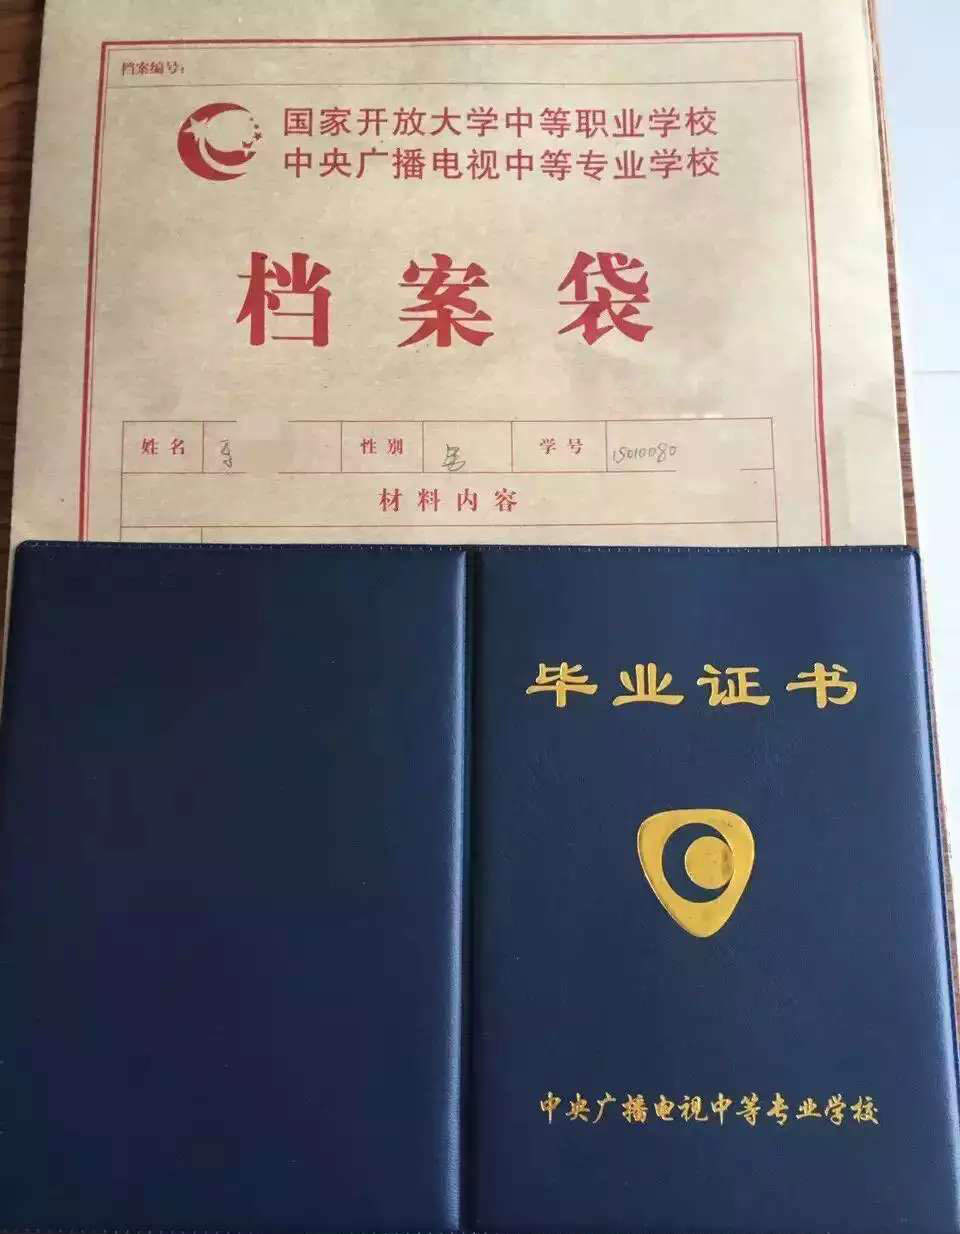 档案编号:
国家开放大学中等职业学校
中央广播电视中等专业学校
档案袋
姓名 性别 男 学号 15010080
材料内容
毕业证书
中央广播电视中等专业学校